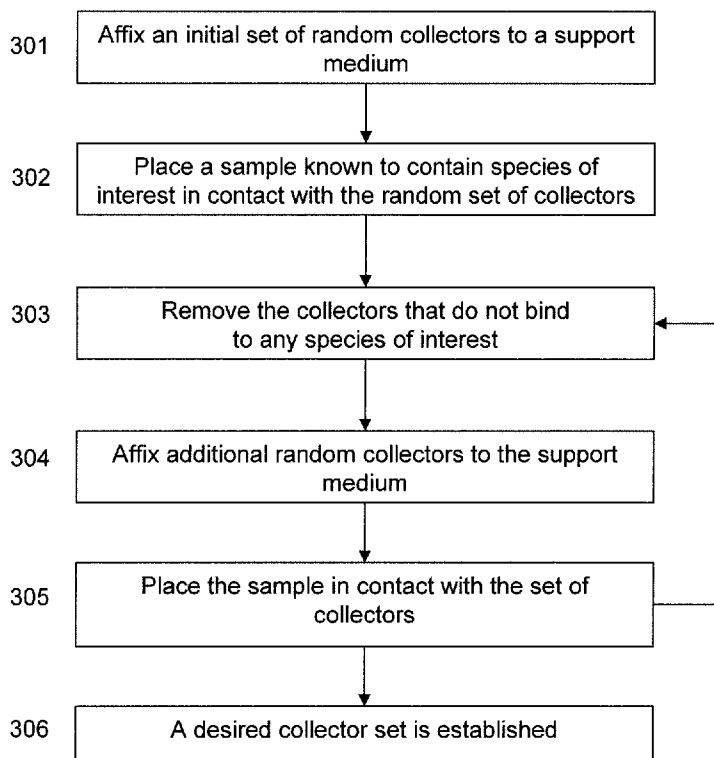 301
Affix an initial set of random collectors to a support
medium
302
Place a sample known to contain species of
interest in contact with the random set of collectors
303
Remove the collectors that do not bind
to any species of interest
304
Affix additional random collectors to the support
medium
305
Place the sample in contact with the set of
collectors
306
A desired collector set is established